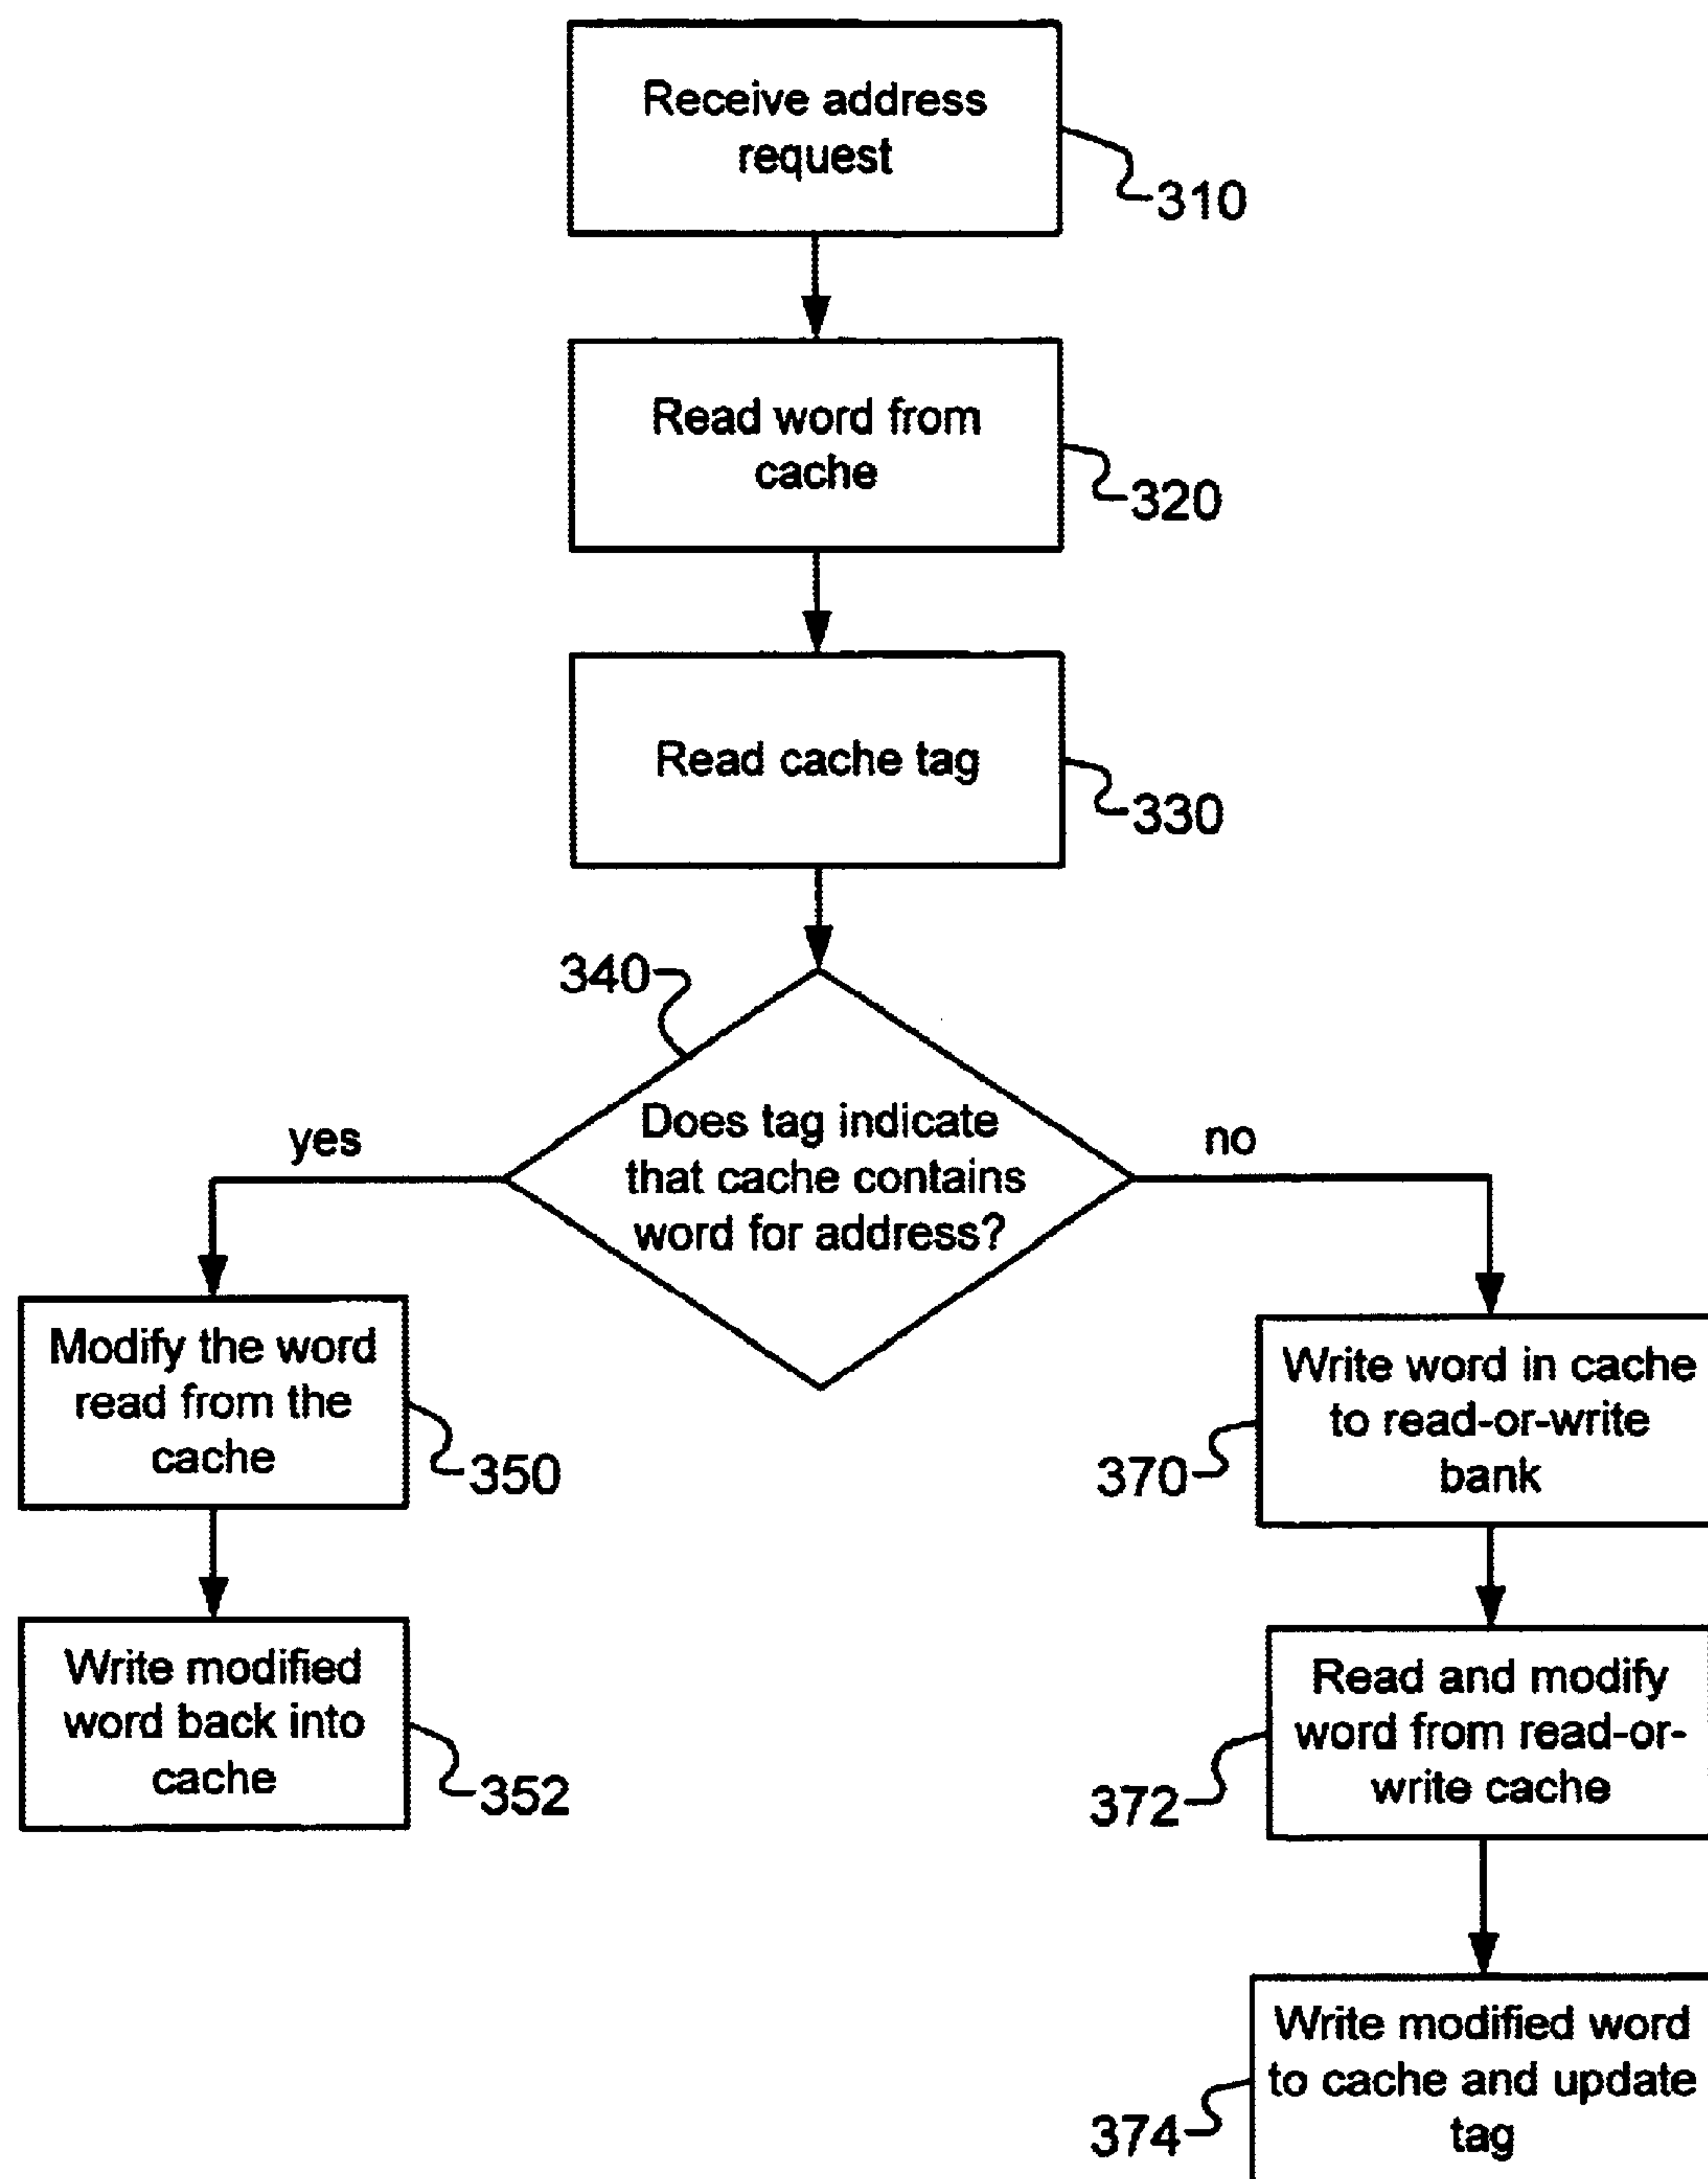 Receive address
request
310
Read word from
cache
320
Read cache tag
330
340
Does tag indicate
that cache contains
word for address?
yes
no
Modify the word
read from the
cache
350
Write modified
word back into
cache
352
Write word in cache
to read-or-write
bank
370
Read and modify
word from read-or-
write cache
372
Write modified word
to cache and update
tag
374